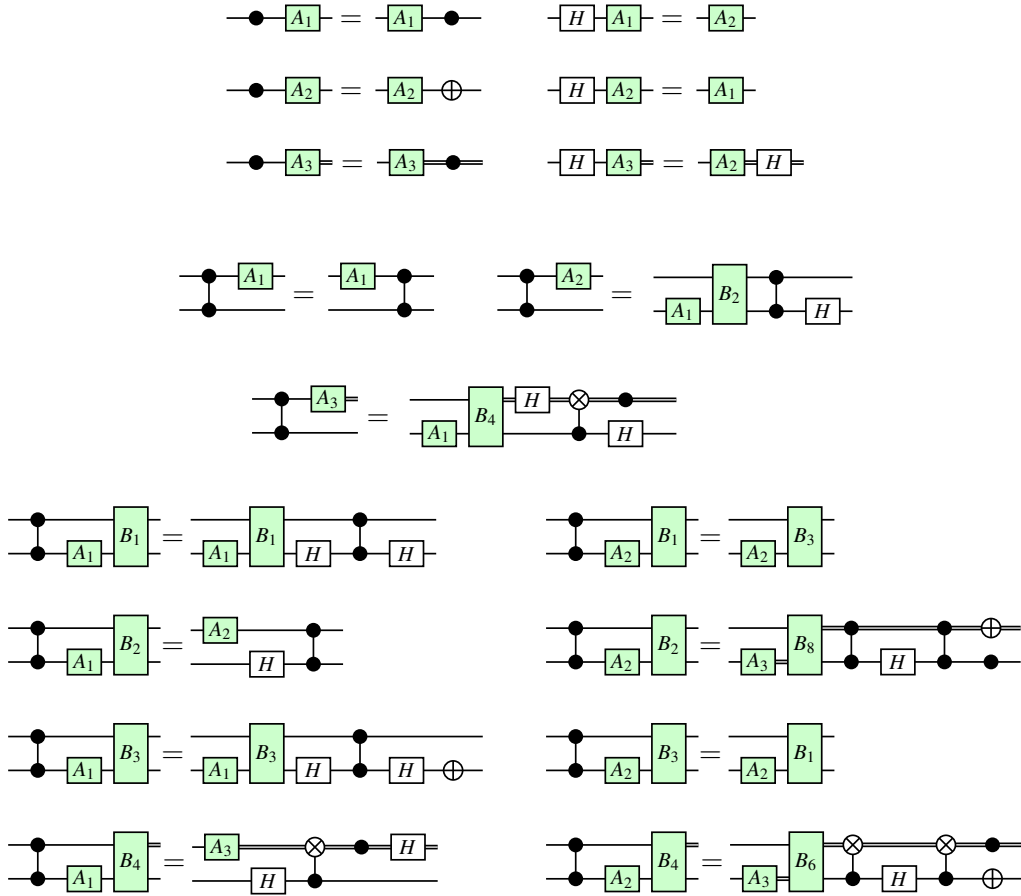 A₁ = A₁ H A₁ = A₂
A₂ = A₂ H A₂ = A₁
A₃ = A₃ H A₃ = A₂ H
A₁ = A₁ A₂ = A₁ B₂ H
A₃ = A₁ B₄ H H
A₁ B₁ = A₁ B₁ H H A₂ B₁ = A₂ B₃
A₁ B₂ = A₂ H A₂ B₂ = A₃ B₈ H
A₁ B₃ = A₁ B₃ H H A₂ B₃ = A₂ B₁
A₁ B₄ = A₃ H H A₂ B₄ = A₃ B₆ H